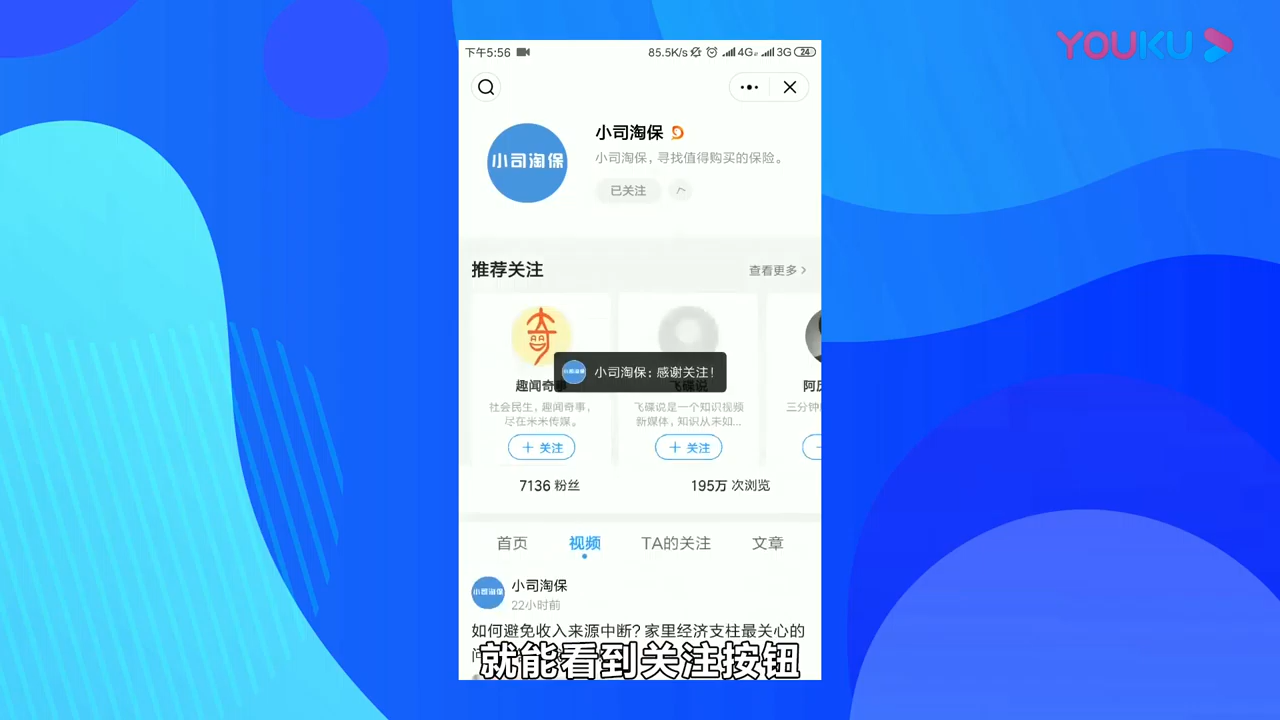 YOUKU
下午5:56
85.5K/s 4G 3G 24
小司淘保
小司淘保
小司淘保，寻找值得购买的保险。
已关注
推荐关注
查看更多
奇
小司淘保：感谢关注！
趣闻奇事
飞碟说
社会民生，趣闻奇事，
尽在米米传媒。
飞碟说是一个知识视频
新媒体，知识从未如...
三分钟
＋ 关注
＋ 关注
7136 粉丝
195万 次浏览
首页
视频
TA的关注
文章
小司淘保
小司淘保
22小时前
如何避免收入来源中断？家里经济支柱最关心的
就能看到关注按钮